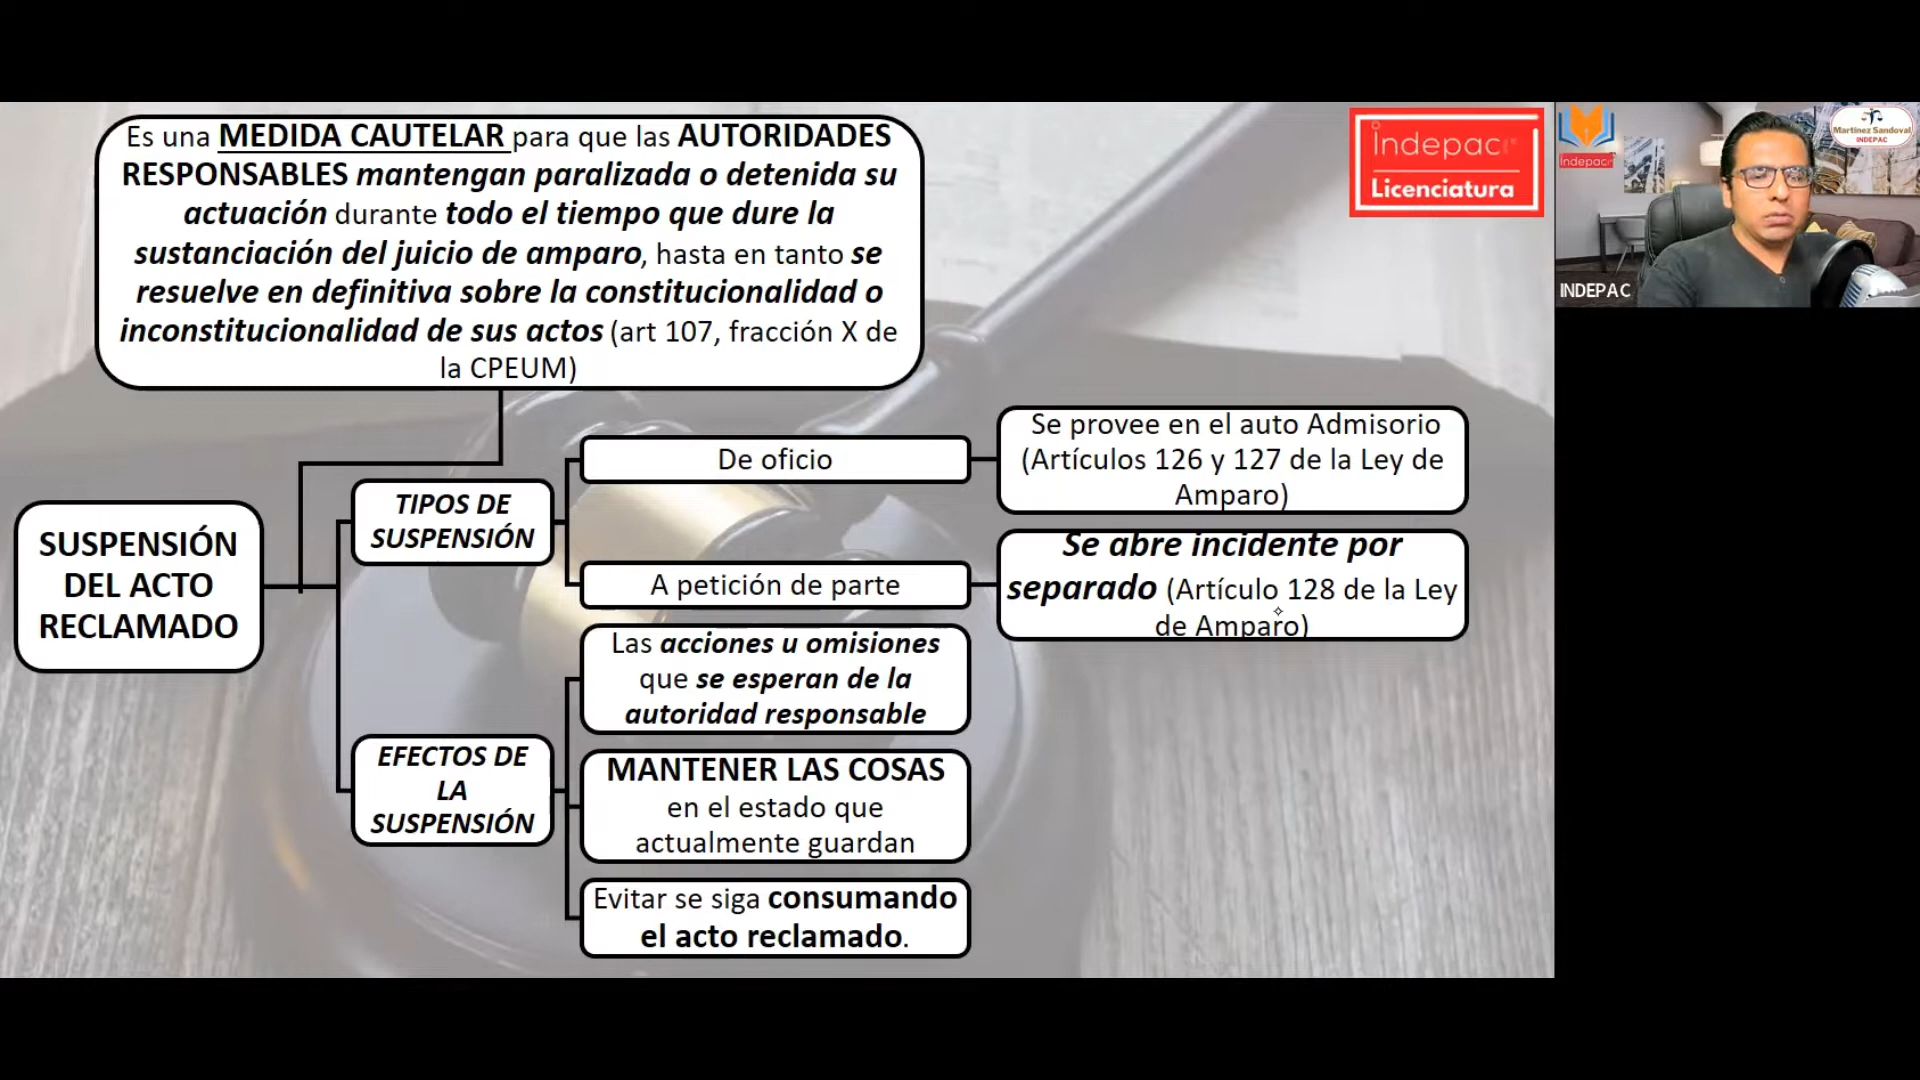 Es una MEDIDA CAUTELAR para que las AUTORIDADES
RESPONSABLES mantengan paralizada o detenida su
actuación durante todo el tiempo que dure la
sustanciación del juicio de amparo, hasta en tanto se
resuelve en definitiva sobre la constitucionalidad o
inconstitucionalidad de sus actos (art 107, fracción X de
la CPEUM)
Indepac
Licenciatura
Indepac
Martínez Sandoval
INDEPAC
INDEPAC
SUSPENSIÓN
DEL ACTO
RECLAMADO
TIPOS DE
SUSPENSIÓN
De oficio
Se provee en el auto Admisorio
(Artículos 126 y 127 de la Ley de
Amparo)
A petición de parte
Se abre incidente por
separado (Artículo 128 de la Ley
de Amparo)
EFECTOS DE
LA
SUSPENSIÓN
Las acciones u omisiones
que se esperan de la
autoridad responsable
MANTENER LAS COSAS
en el estado que
actualmente guardan
Evitar se siga consumando
el acto reclamado.